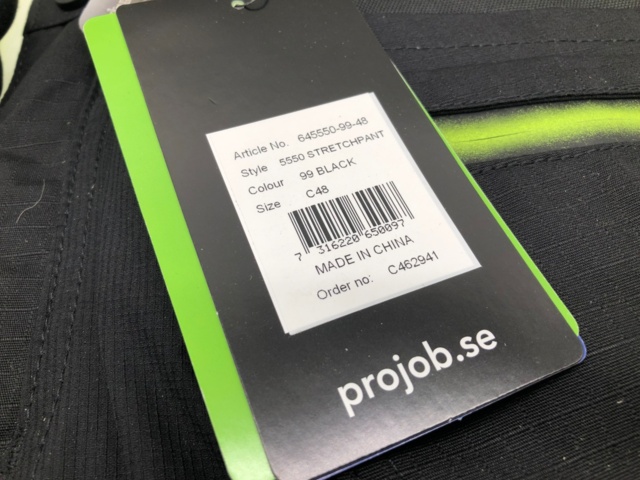 Article No. 645550-99-48
Style 5550 STRETCHPANT
Colour 99 BLACK
Size C48
7 316220 650097
MADE IN CHINA
Order no: C462941
projob.se